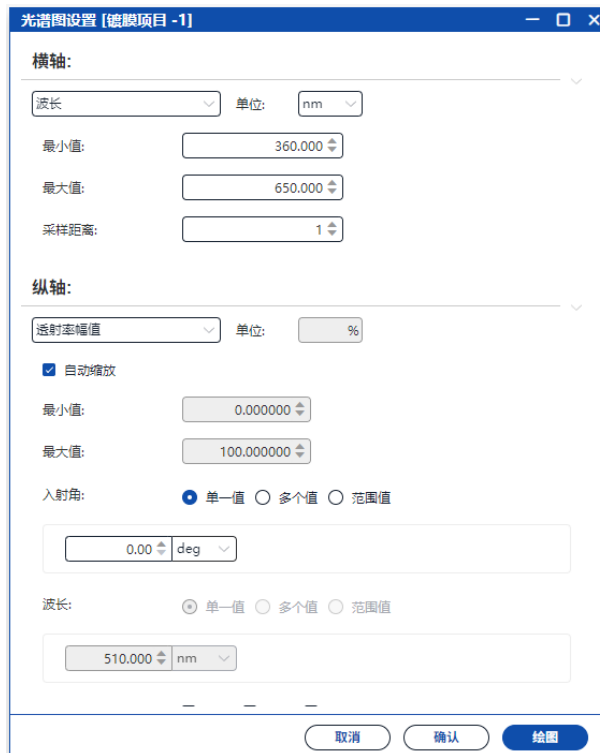 光谱图设置 [镀膜项目 -1]
横轴:
波长 单位: nm
最小值: 360.000
最大值: 650.000
采样距离: 1
纵轴:
透射率幅值 单位: %
自动缩放
最小值: 0.000000
最大值: 100.000000
入射角: 单一值 多个值 范围值
0.00 deg
波长: 单一值 多个值 范围值
510.000 nm
取消 确认 绘图